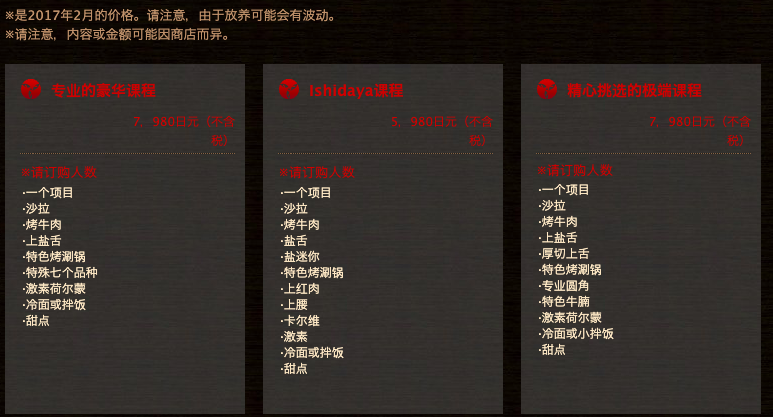 ※是2017年2月的价格。请注意，由于放养可能会有波动。
※请注意，内容或金额可能因商店而异。
专业的豪华课程
7，980日元（不含
税）
※请订购人数
·一个项目
·沙拉
·烤牛肉
·上盐舌
·特色烤涮锅
·特殊七个品种
·激素荷尔蒙
·冷面或拌饭
·甜点
Ishidaya课程
5，980日元（不含
税）
※请订购人数
·一个项目
·沙拉
·烤牛肉
·盐舌
·盐迷你
·特色烤涮锅
·上红肉
·上腰
·卡尔维
·激素
·冷面或拌饭
·甜点
精心挑选的极端课程
7，980日元（不含
税）
※请订购人数
·一个项目
·沙拉
·烤牛肉
·上盐舌
·厚切上舌
·特色烤涮锅
·专业圆角
·特色牛腩
·激素荷尔蒙
·冷面或小拌饭
·甜点